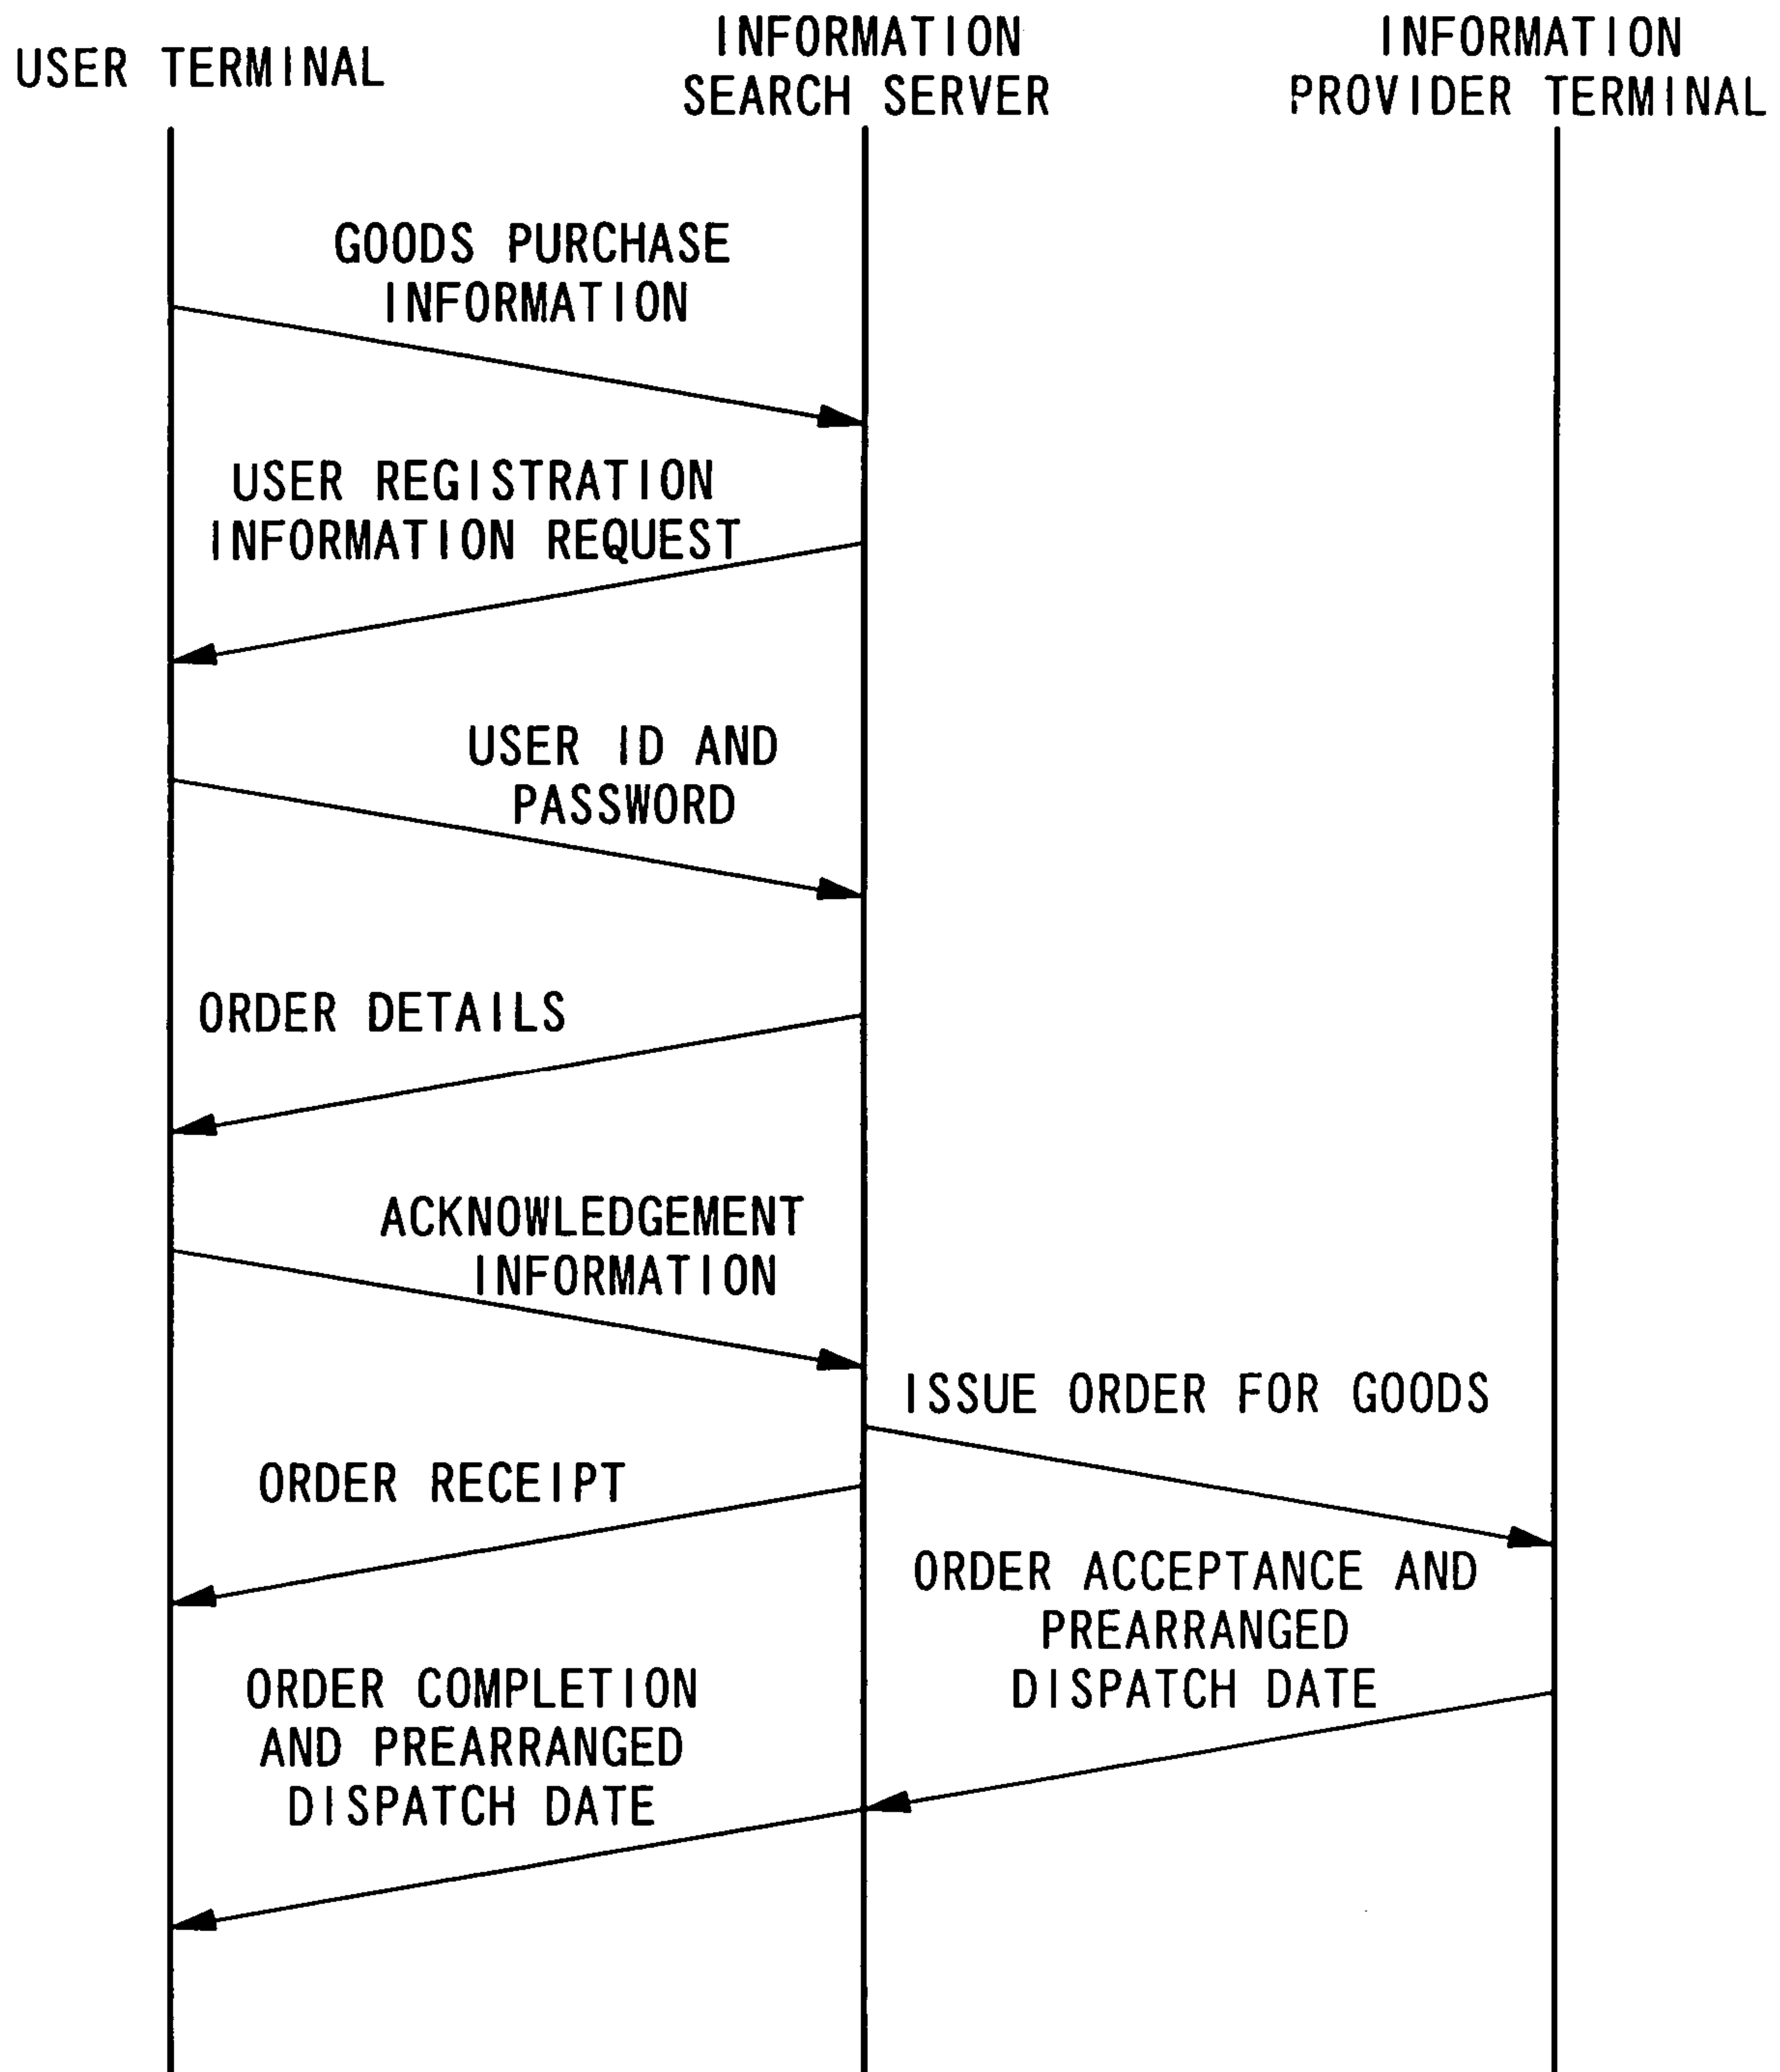 USER TERMINAL
INFORMATION
SEARCH SERVER
INFORMATION
PROVIDER TERMINAL
GOODS PURCHASE
INFORMATION
USER REGISTRATION
INFORMATION REQUEST
USER ID AND
PASSWORD
ORDER DETAILS
ACKNOWLEDGEMENT
INFORMATION
ISSUE ORDER FOR GOODS
ORDER RECEIPT
ORDER ACCEPTANCE AND
PREARRANGED
DISPATCH DATE
ORDER COMPLETION
AND PREARRANGED
DISPATCH DATE